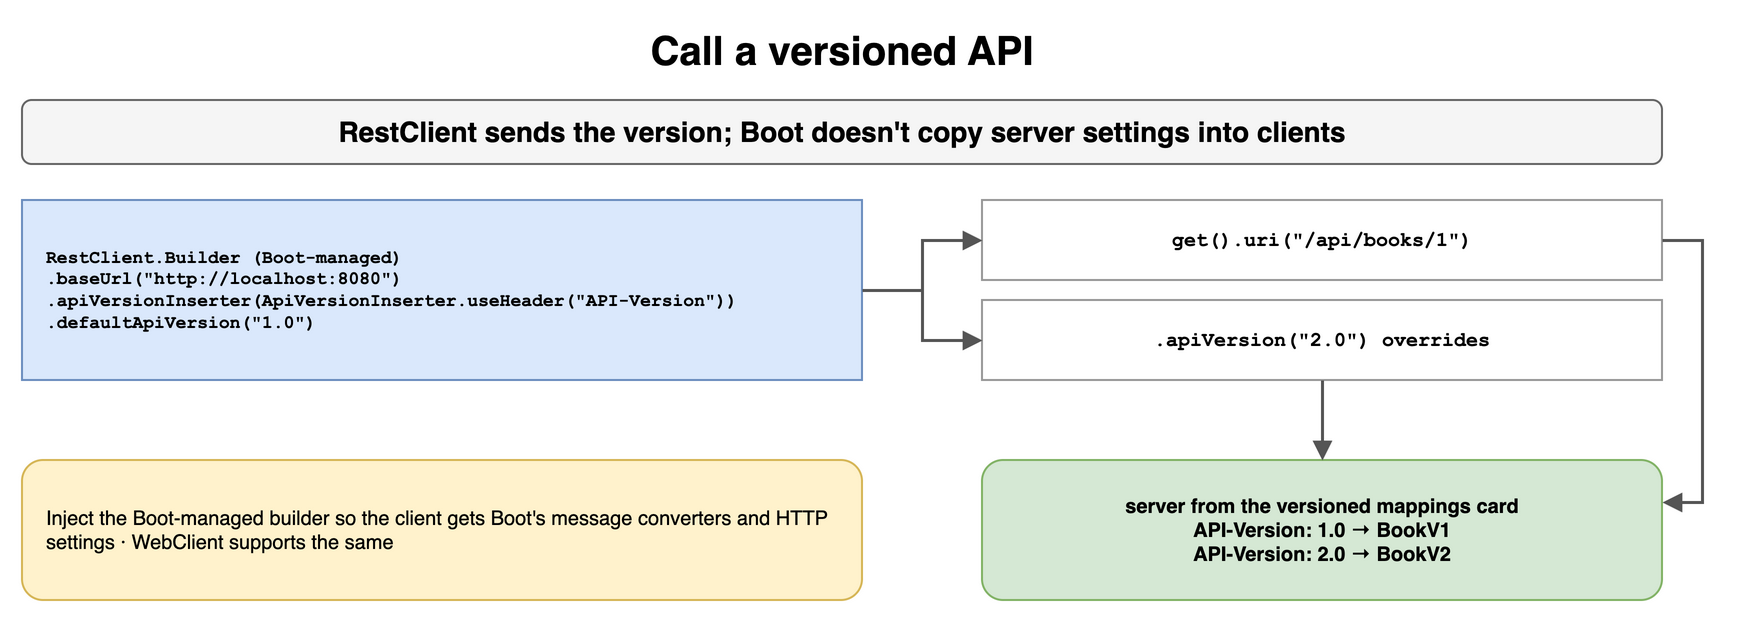 Call a versioned API
RestClient sends the version; Boot doesn't copy server settings into clients
RestClient.Builder (Boot-managed)
.baseUrl("http://localhost:8080")
.apiVersionInserter(ApiVersionInserter.useHeader("API-Version"))
.defaultApiVersion("1.0")
get().uri("/api/books/1")
.apiVersion("2.0") overrides
Inject the Boot-managed builder so the client gets Boot's message converters and HTTP
settings · WebClient supports the same
server from the versioned mappings card
API-Version: 1.0 → BookV1
API-Version: 2.0 → BookV2